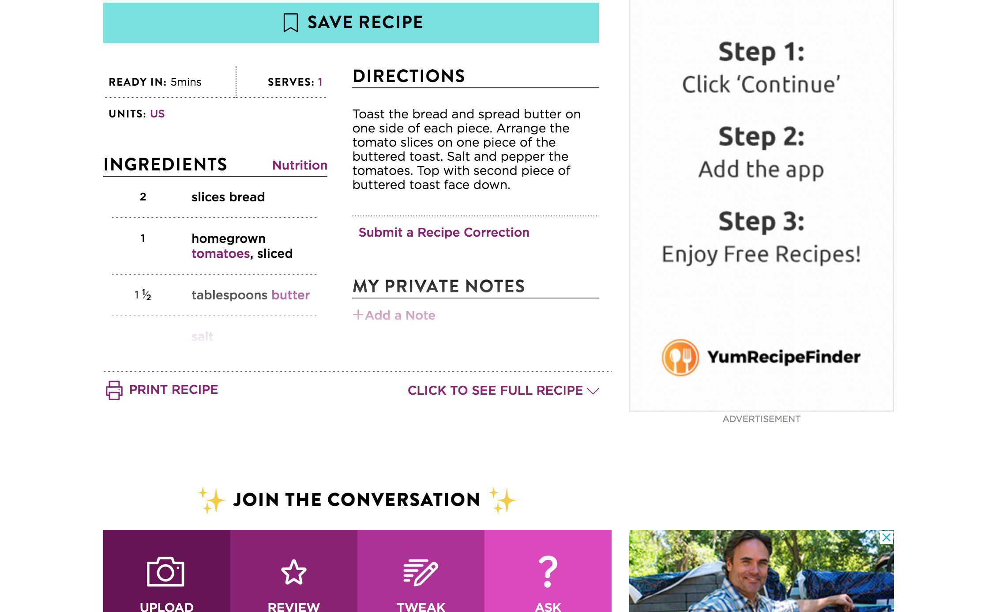 SAVE RECIPE
READY IN: 5mins
SERVES: 1
UNITS: US
INGREDIENTS
Nutrition
2 slices bread
1 homegrown
tomatoes, sliced
1 ½ tablespoons butter
salt
DIRECTIONS
Toast the bread and spread butter on
one side of each piece. Arrange the
tomato slices on one piece of the
buttered toast. Salt and pepper the
tomatoes. Top with second piece of
buttered toast face down.
Submit a Recipe Correction
MY PRIVATE NOTES
+Add a Note
PRINT RECIPE
CLICK TO SEE FULL RECIPE
Step 1:
Click ‘Continue’
Step 2:
Add the app
Step 3:
Enjoy Free Recipes!
YumRecipeFinder
ADVERTISEMENT
JOIN THE CONVERSATION
UPLOAD
REVIEW
TWEAK
ASK